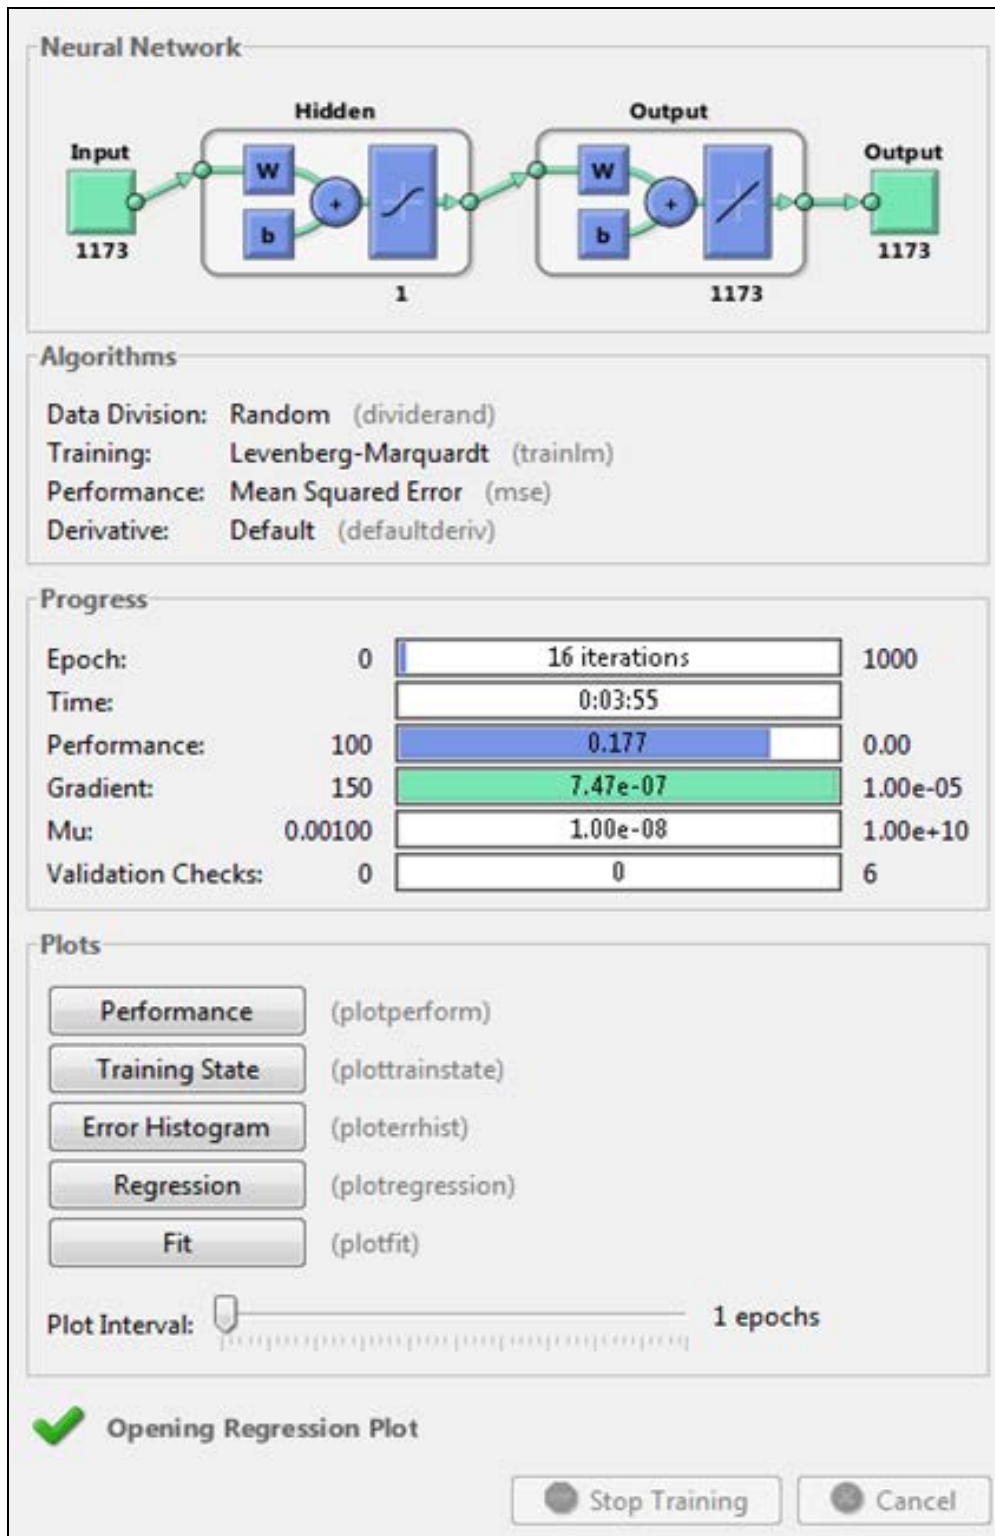 Neural Network
Hidden
Output
Input
Output
W
b
+
W
b
+
1173
1
1173
1173
Algorithms
Data Division: Random (dividerand)
Training: Levenberg-Marquardt (trainlm)
Performance: Mean Squared Error (mse)
Derivative: Default (defaultderiv)
Progress
Epoch: 0 16 iterations 1000
Time: 0:03:55
Performance: 100 0.177 0.00
Gradient: 150 7.47e-07 1.00e-05
Mu: 0.00100 1.00e-08 1.00e+10
Validation Checks: 0 0 6
Plots
Performance (plotperform)
Training State (plottrainstate)
Error Histogram (ploterrhist)
Regression (plotregression)
Fit (plotfit)
Plot Interval: 1 epochs
Opening Regression Plot
Stop Training Cancel